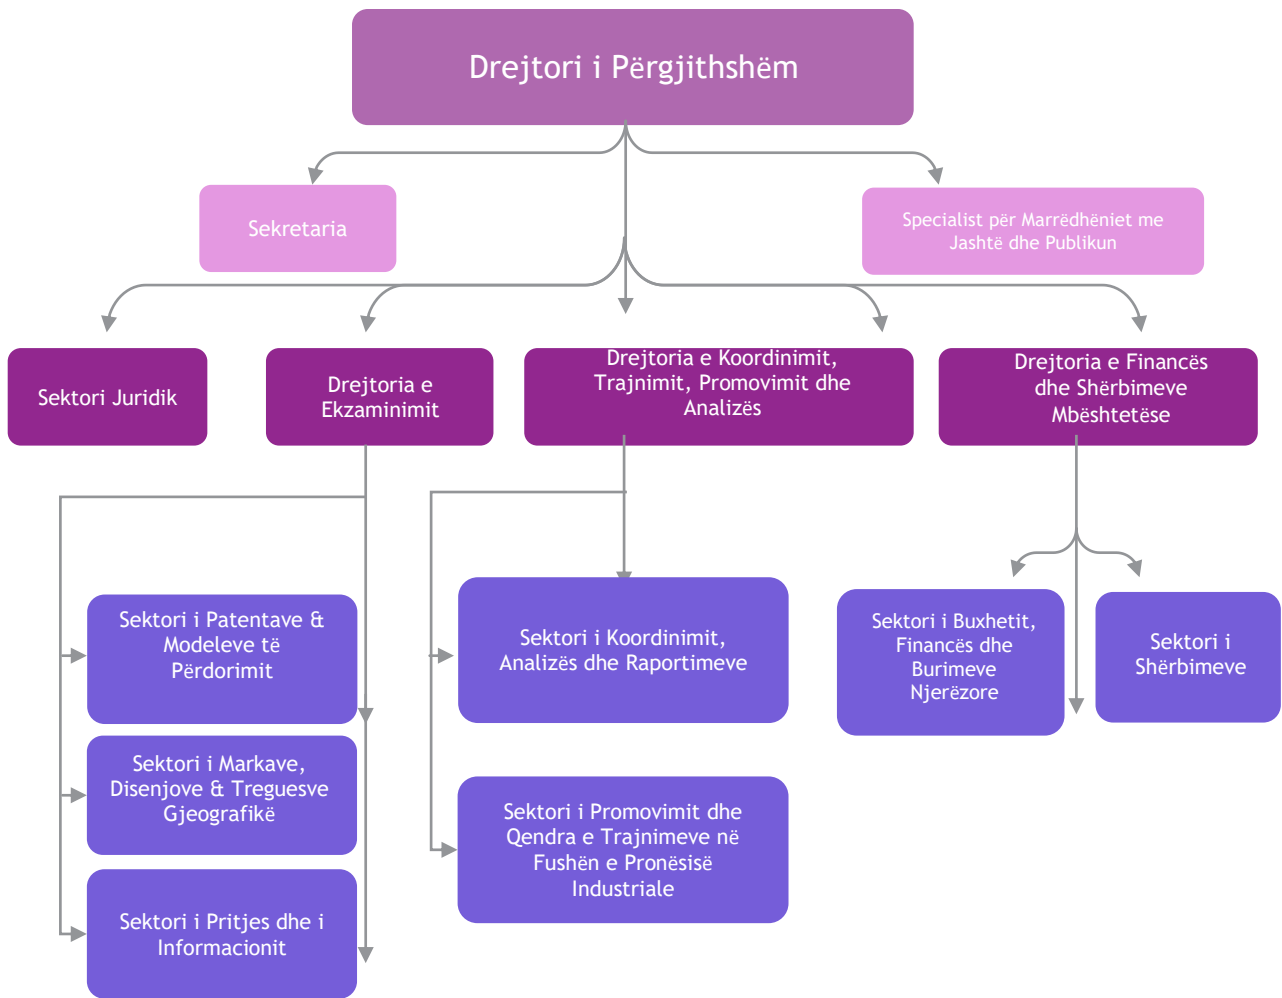 Drejtori i Përgjithshëm
Sekretaria
Specialist për Marrëdhëniet me
Jashtë dhe Publikun
Sektori Juridik
Drejtoria e
Ekzaminimit
Drejtoria e Koordinimit,
Trajnimit, Promovimit dhe
Analizës
Drejtoria e Financës
dhe Shërbimeve
Mbështetëse
Sektori i Patentave &
Modeleve të
Përdorimit
Sektori i Markave,
Disenjove & Treguesve
Gjeografikë
Sektori i Pritjes dhe i
Informacionit
Sektori i Koordinimit,
Analizës dhe Raportimeve
Sektori i Promovimit dhe
Qendra e Trajnimeve në
Fushën e Pronësisë
Industriale
Sektori i Buxhetit,
Financës dhe
Burimeve
Njerëzore
Sektori i
Shërbimeve